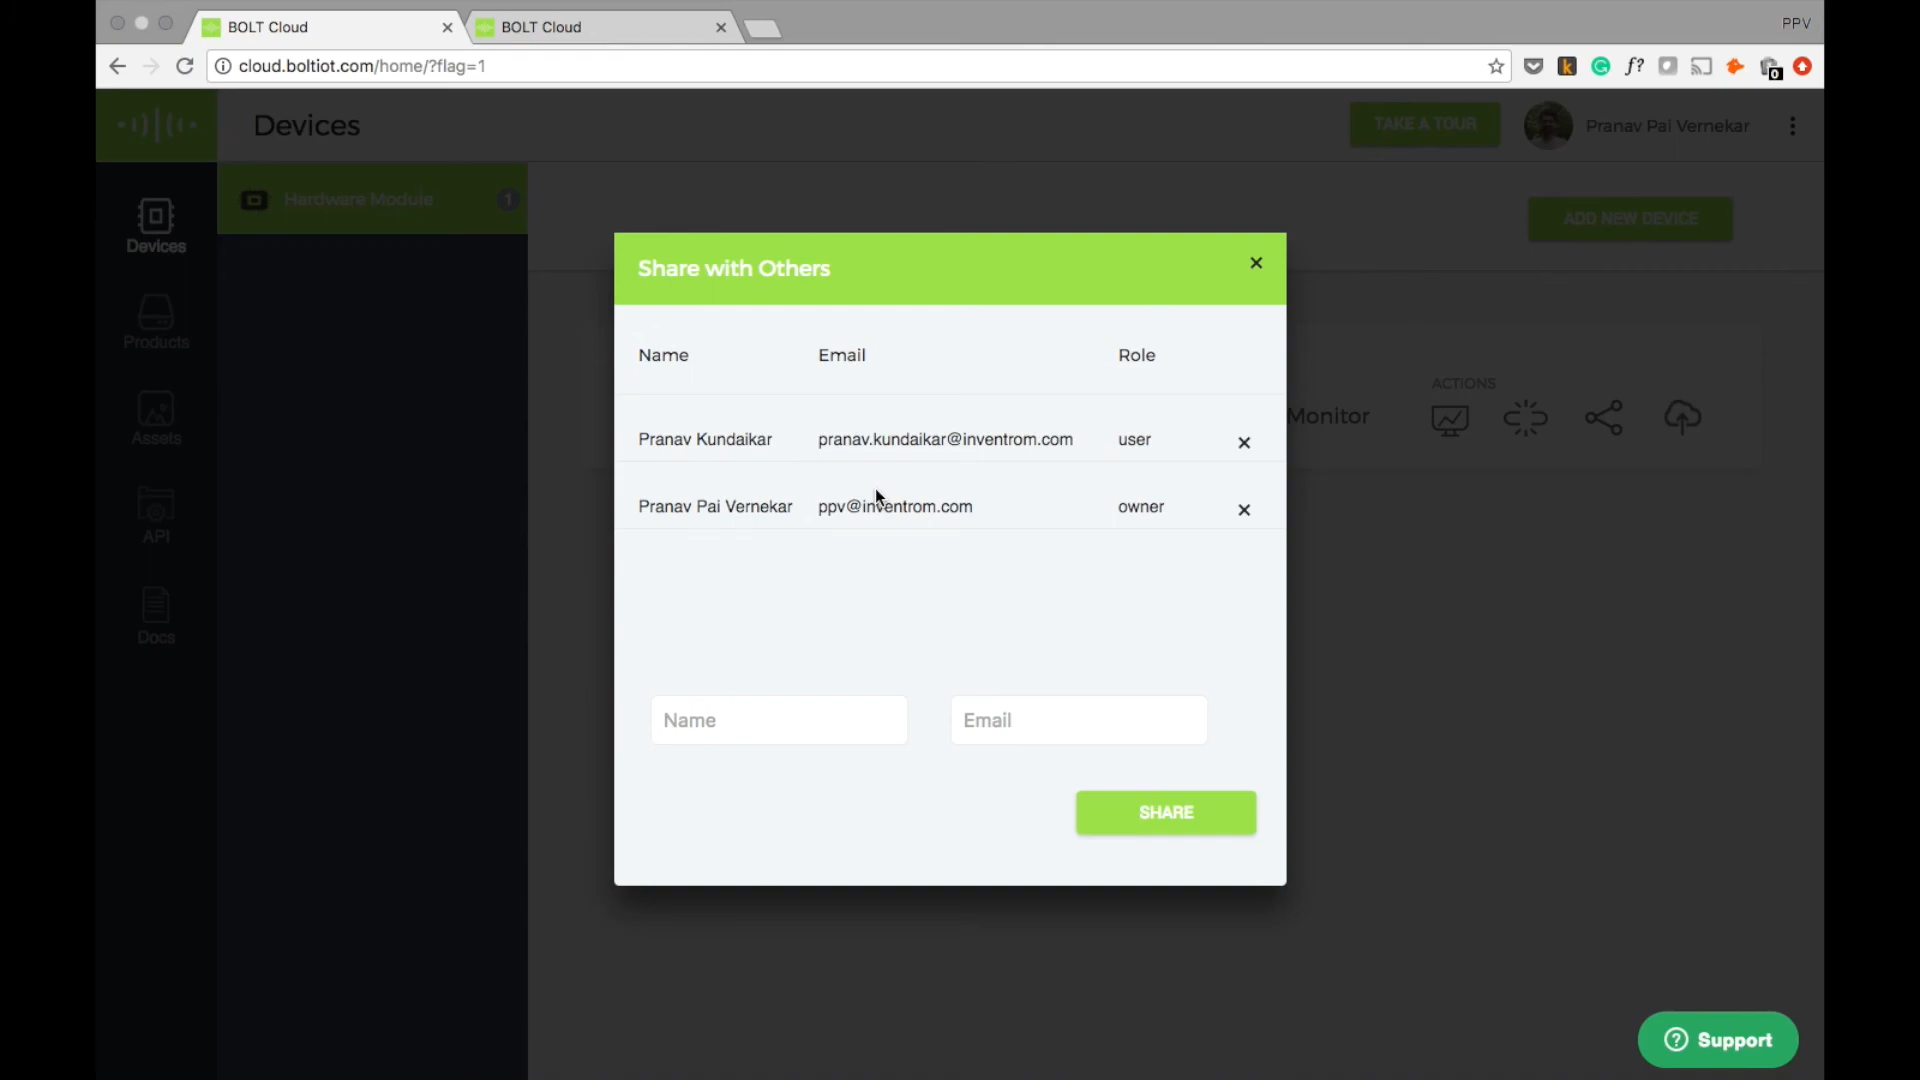 BOLT Cloud
BOLT Cloud
PPV
cloud.boltiot.com/home/?flag=1
k
f?
0
Devices
TAKE A TOUR
Pranav Pai Vernekar
Devices
Products
Assets
API
Docs
Hardware Module
1
ADD NEW DEVICE
Monitor
ACTIONS
Share with Others
Name Email Role
Pranav Kundaikar pranav.kundaikar@inventrom.com user
Pranav Pai Vernekar ppv@inventrom.com owner
Name
Email
SHARE
Support